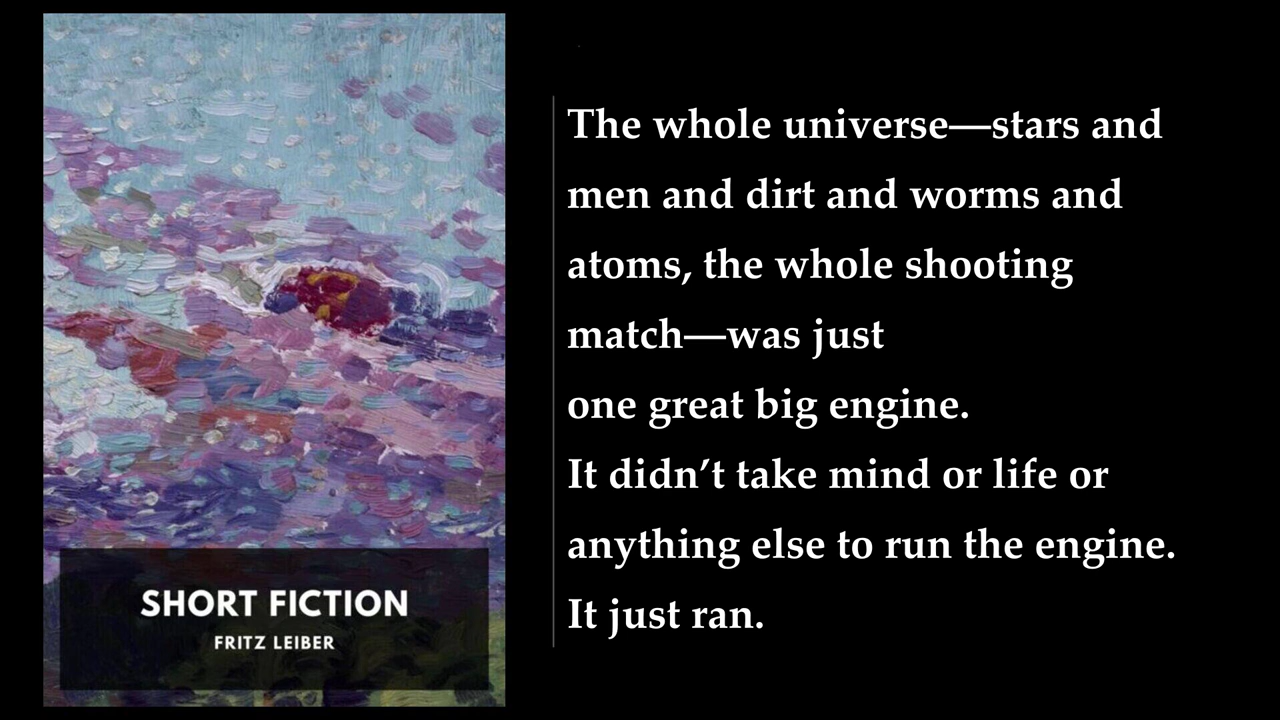 SHORT FICTION
FRITZ LEIBER
The whole universe—stars and
men and dirt and worms and
atoms, the whole shooting
match—was just
one great big engine.
It didn’t take mind or life or
anything else to run the engine.
It just ran.